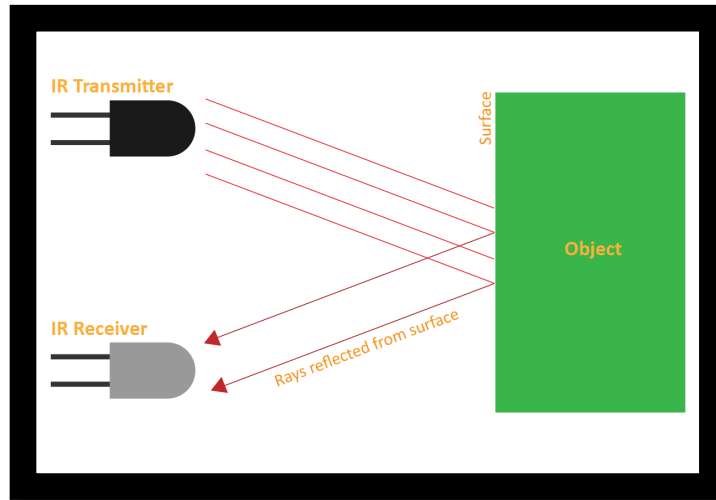 IR Transmitter
Surface
Object
IR Receiver
Rays reflected from surface